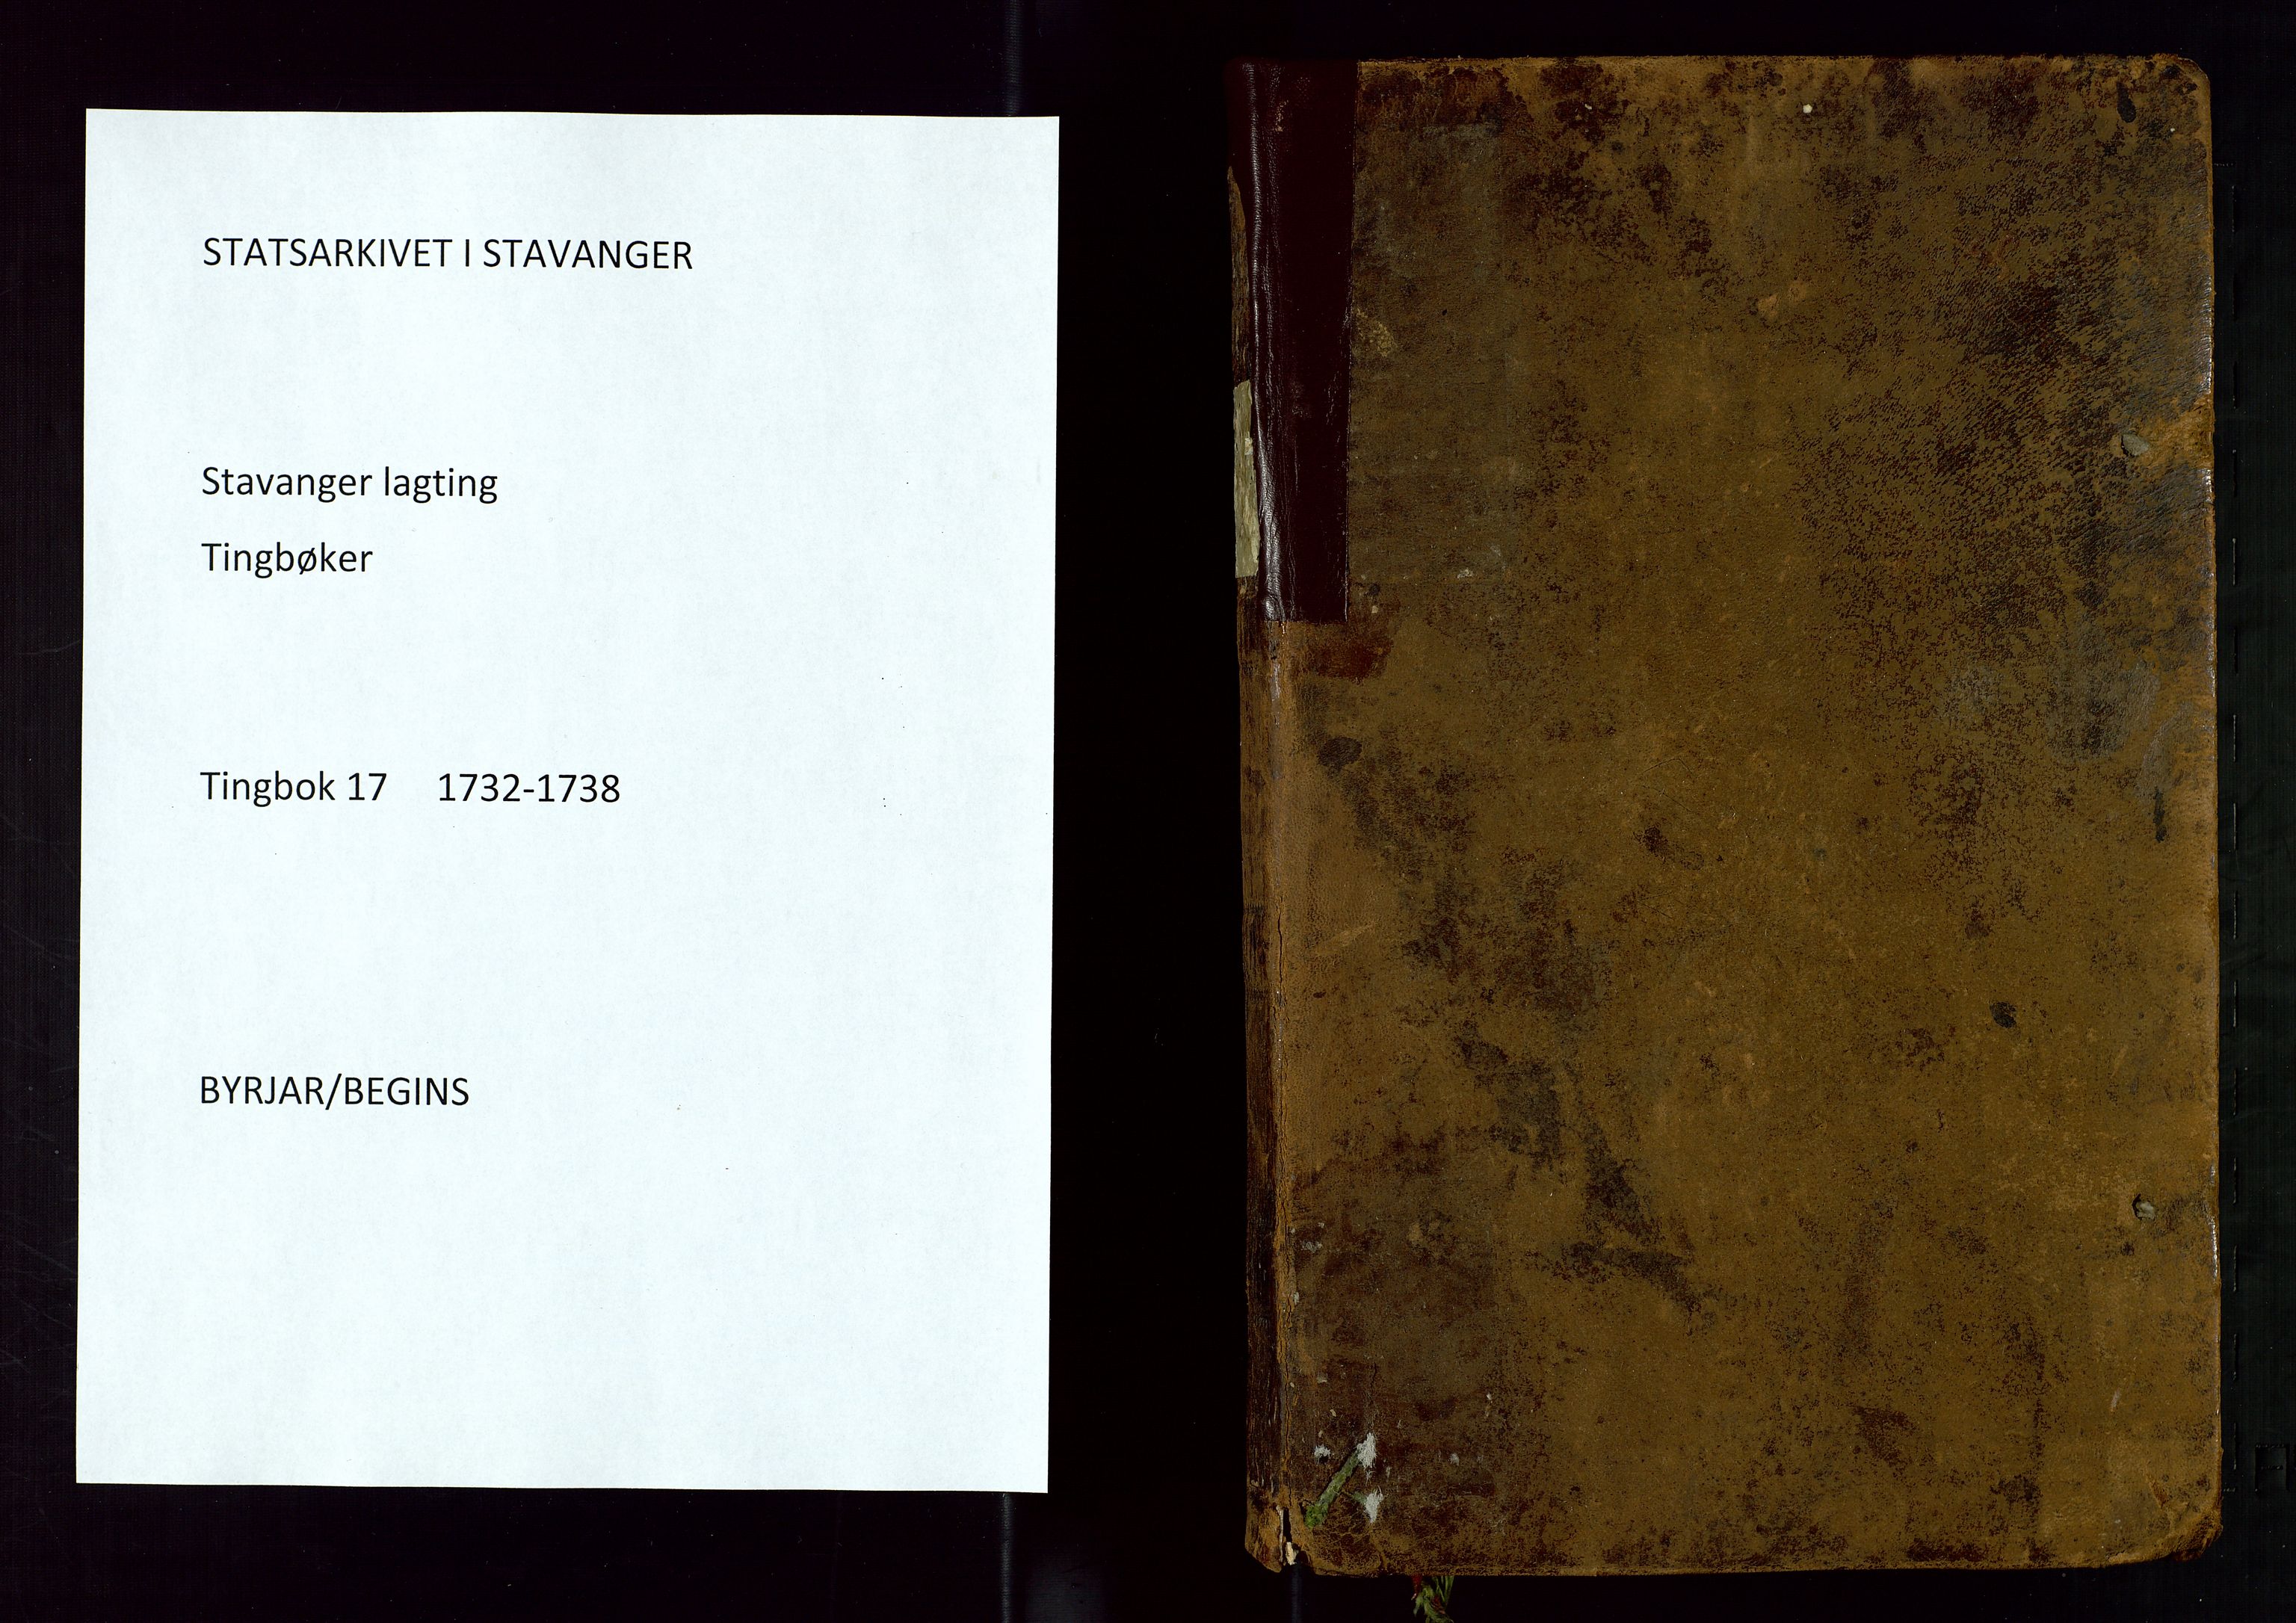 STATSARKIVET I STAVANGER
Stavanger lagting
Tingbøker
Tingbok 17 1732-1738
BYRJAR/BEGINS